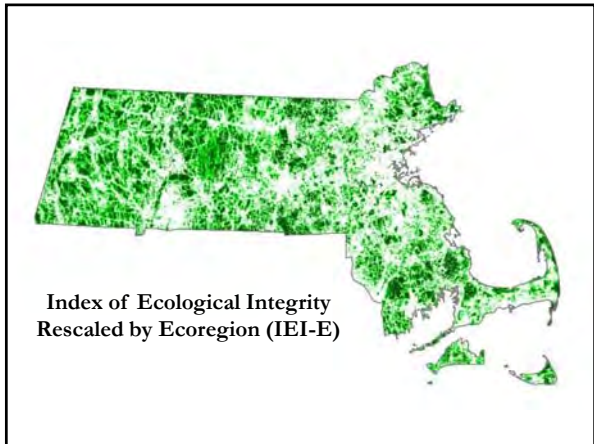 Index of Ecological Integrity
Rescaled by Ecoregion (IEI-E)